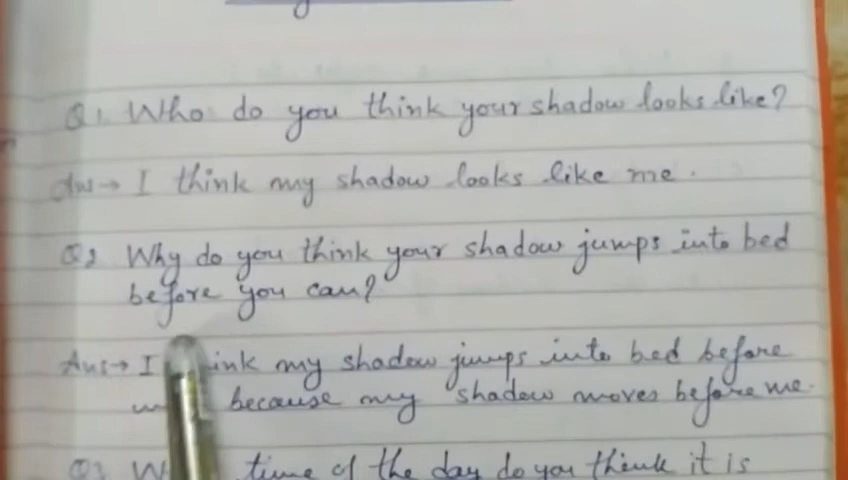 Q1. Who do you think your shadow looks like?
Ans→ I think my shadow looks like me.
Q2 Why do you think your shadow jumps into bed
before you can?
Ans→ I think my shadow jumps into bed before
because my shadow moves before me.
Q3 time of the day do you think it is